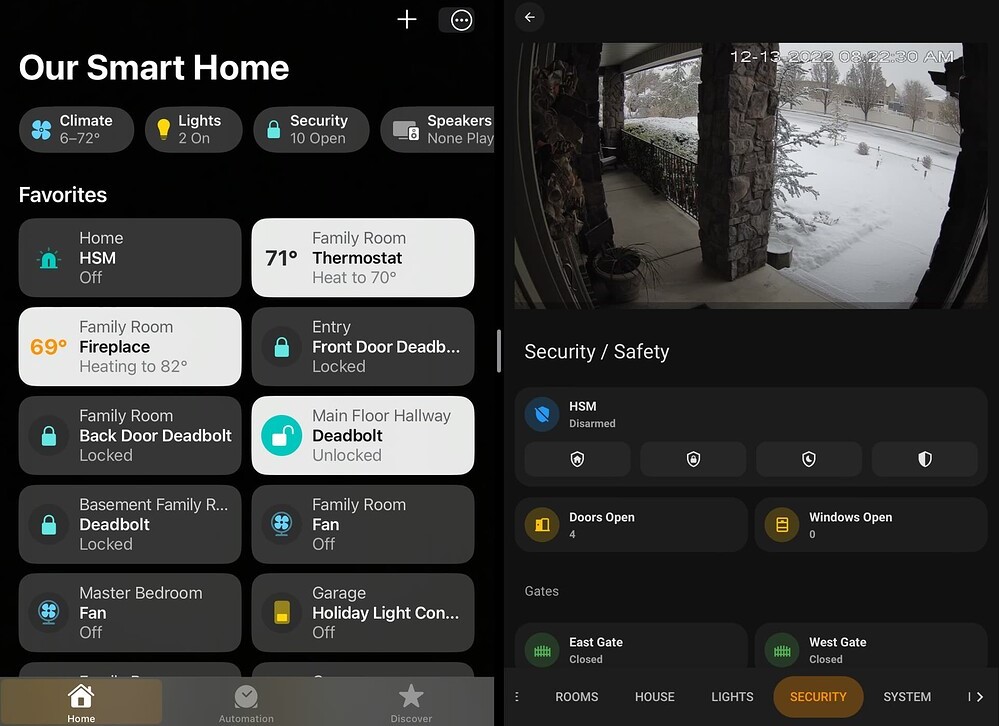 Our Smart Home
Climate
6–72°
Lights
2 On
Security
10 Open
Speakers
None Play
Favorites
Home
HSM
Off
71°
Family Room
Thermostat
Heat to 70°
69°
Family Room
Fireplace
Heating to 82°
Entry
Front Door Deadb...
Locked
Family Room
Back Door Deadbolt
Locked
Main Floor Hallway
Deadbolt
Unlocked
Basement Family R...
Deadbolt
Locked
Family Room
Fan
Off
Master Bedroom
Fan
Off
Garage
Holiday Light Con...
Off
Home
Automation
Discover
12-13-2022 08:22:30 AM
Security / Safety
HSM
Disarmed
Doors Open
4
Windows Open
0
Gates
East Gate
Closed
West Gate
Closed
ROOMS
HOUSE
LIGHTS
SECURITY
SYSTEM